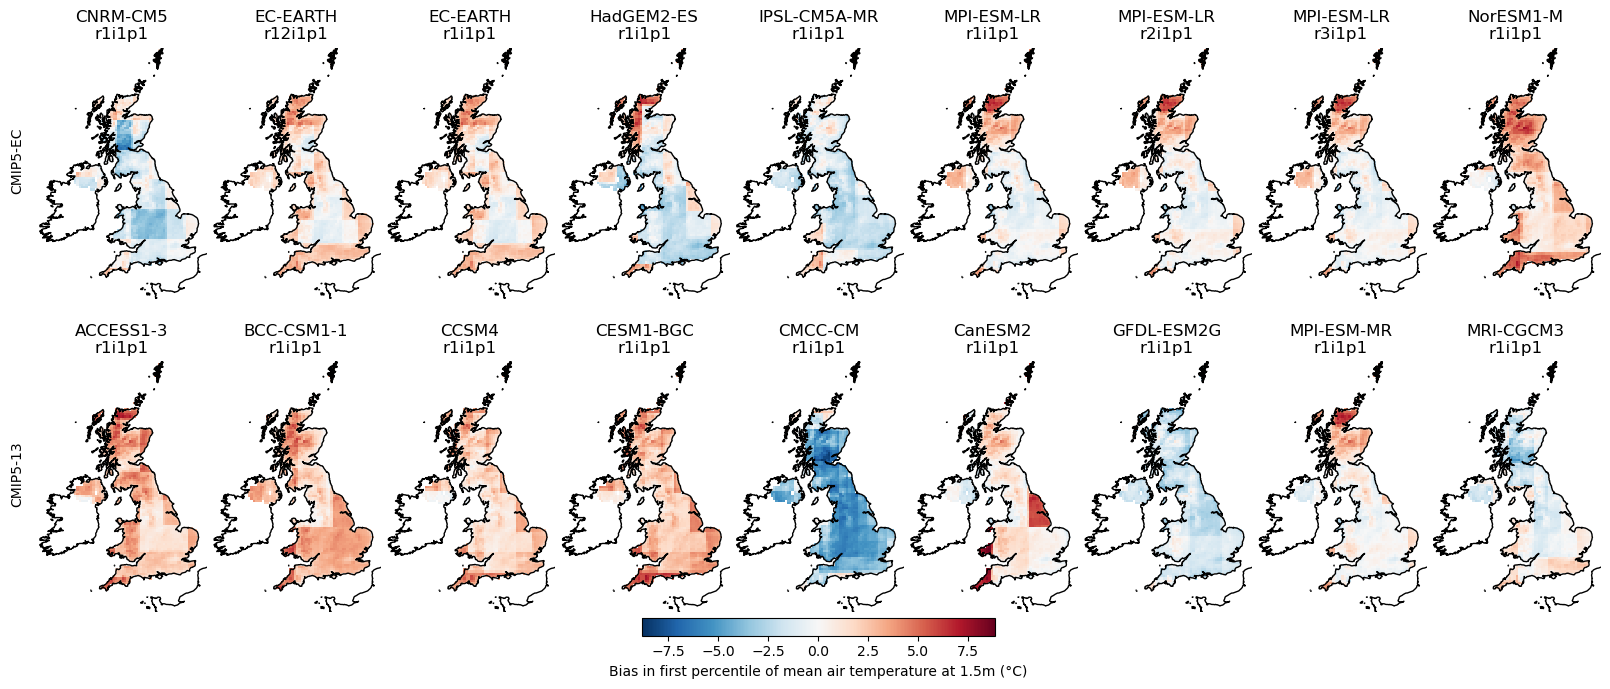 CNRM-CM5
r1i1p1
EC-EARTH
r12i1p1
EC-EARTH
r1i1p1
HadGEM2-ES
r1i1p1
IPSL-CM5A-MR
r1i1p1
MPI-ESM-LR
r1i1p1
MPI-ESM-LR
r2i1p1
MPI-ESM-LR
r3i1p1
NorESM1-M
r1i1p1
CMIP5-EC
ACCESS1-3
r1i1p1
BCC-CSM1-1
r1i1p1
CCSM4
r1i1p1
CESM1-BGC
r1i1p1
CMCC-CM
r1i1p1
CanESM2
r1i1p1
GFDL-ESM2G
r1i1p1
MPI-ESM-MR
r1i1p1
MRI-CGCM3
r1i1p1
CMIP5-13
−7.5 −5.0 −2.5 0.0 2.5 5.0 7.5
Bias in first percentile of mean air temperature at 1.5m (°C)